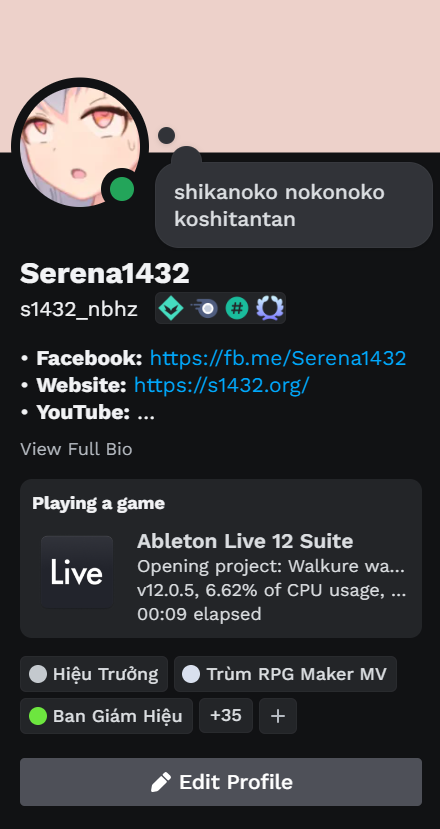 shikanoko nokonoko
koshitantan
Serena1432
s1432_nbhz
• Facebook: https://fb.me/Serena1432
• Website: https://s1432.org/
• YouTube: ...
View Full Bio
Playing a game
Live
Ableton Live 12 Suite
Opening project: Walkure wa...
v12.0.5, 6.62% of CPU usage, ...
00:09 elapsed
Hiệu Trưởng
Trùm RPG Maker MV
Ban Giám Hiệu
+35
+
Edit Profile